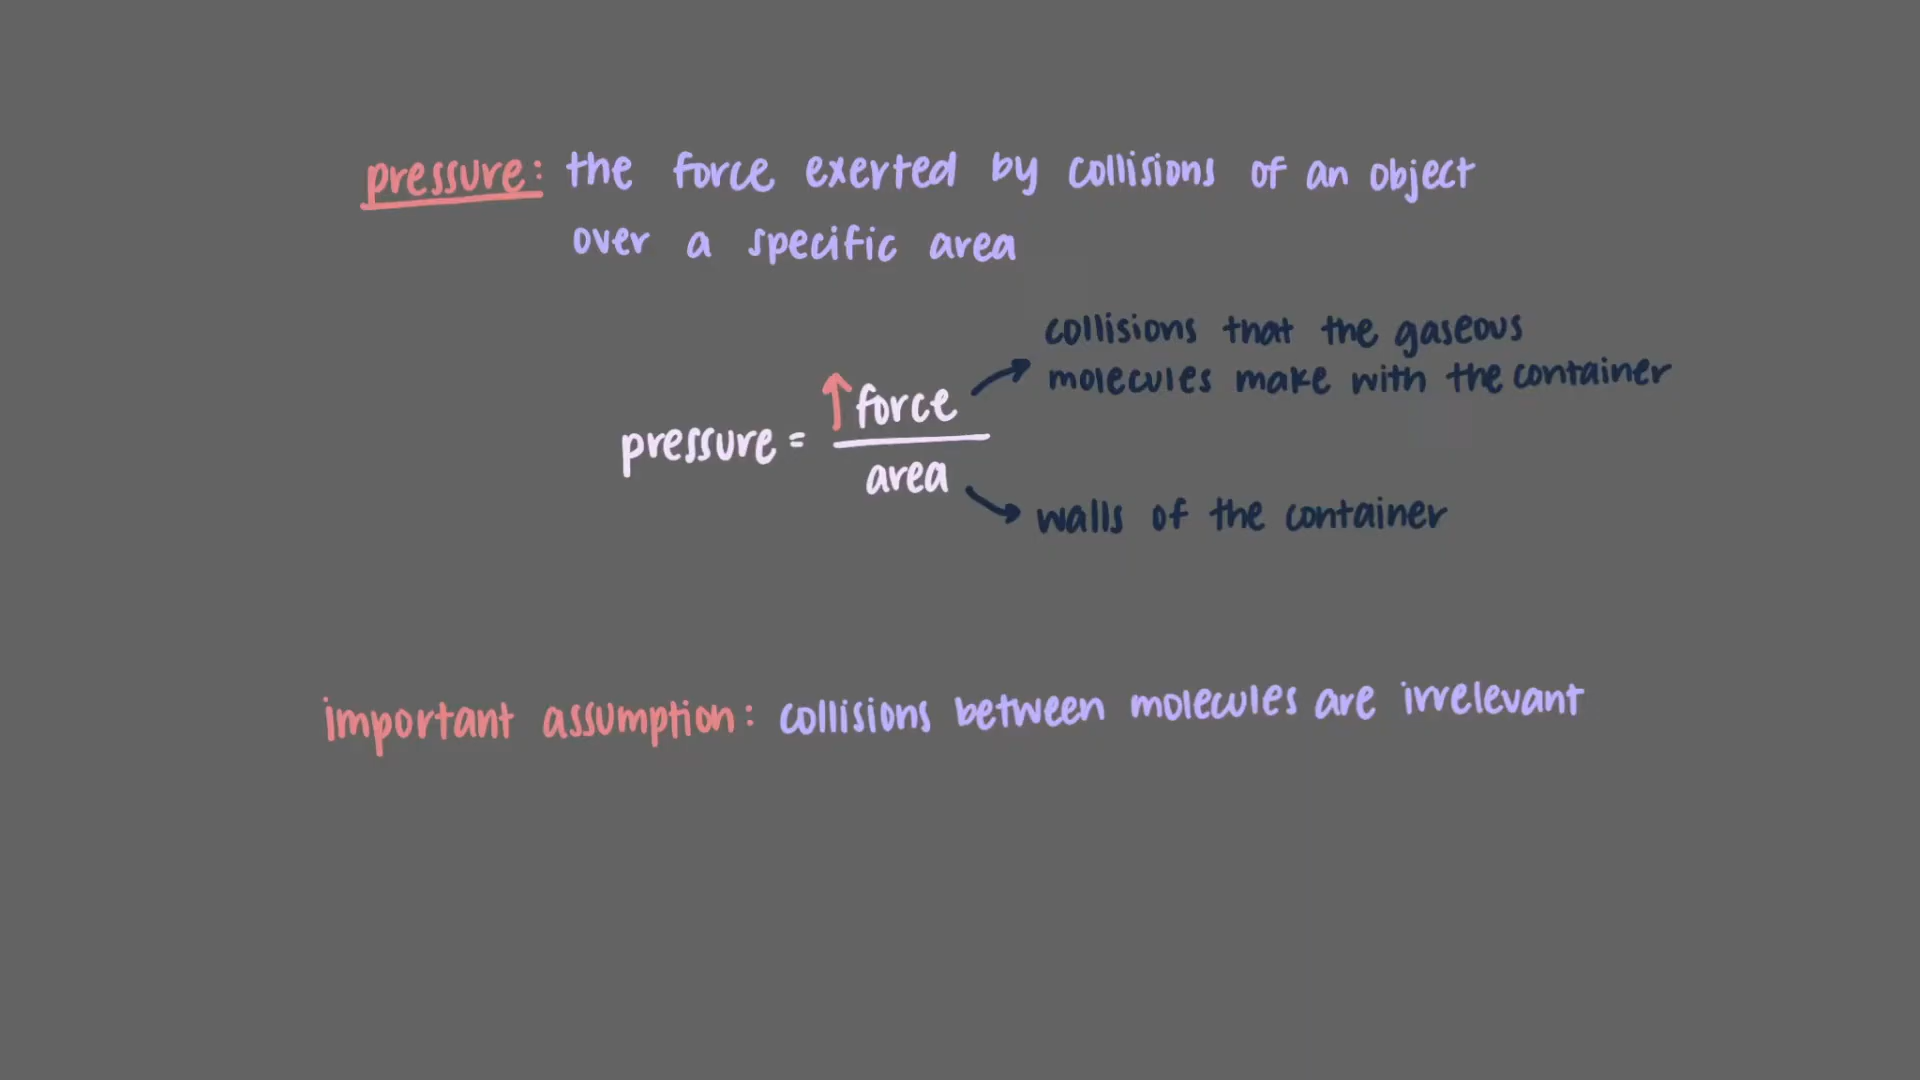 pressure: the force exerted by collisions of an object
over a specific area
collisions that the gaseous
molecules make with the container
↑ force
pressure =
area
walls of the container
important assumption: collisions between molecules are irrelevant